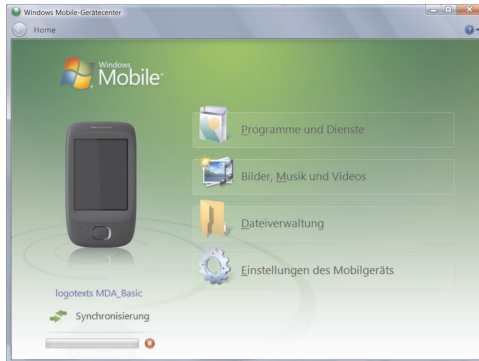 Windows Mobile-Gerätecenter
Home
Windows
Mobile
Programme und Dienste
Bilder, Musik und Videos
Dateiverwaltung
Einstellungen des Mobilgeräts
logotexts MDA_Basic
Synchronisierung